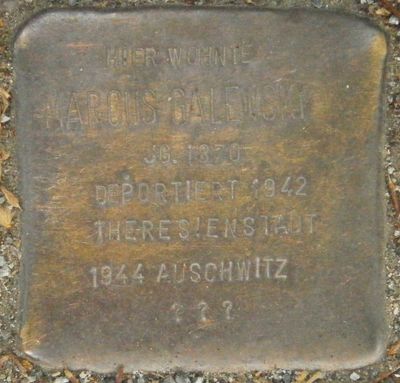 HIER WOHNTE
MARCUS GALEWSKI
JG. 1870
DEPORTIERT 1942
THERESIENSTADT
1944 AUSCHWITZ
? ? ?